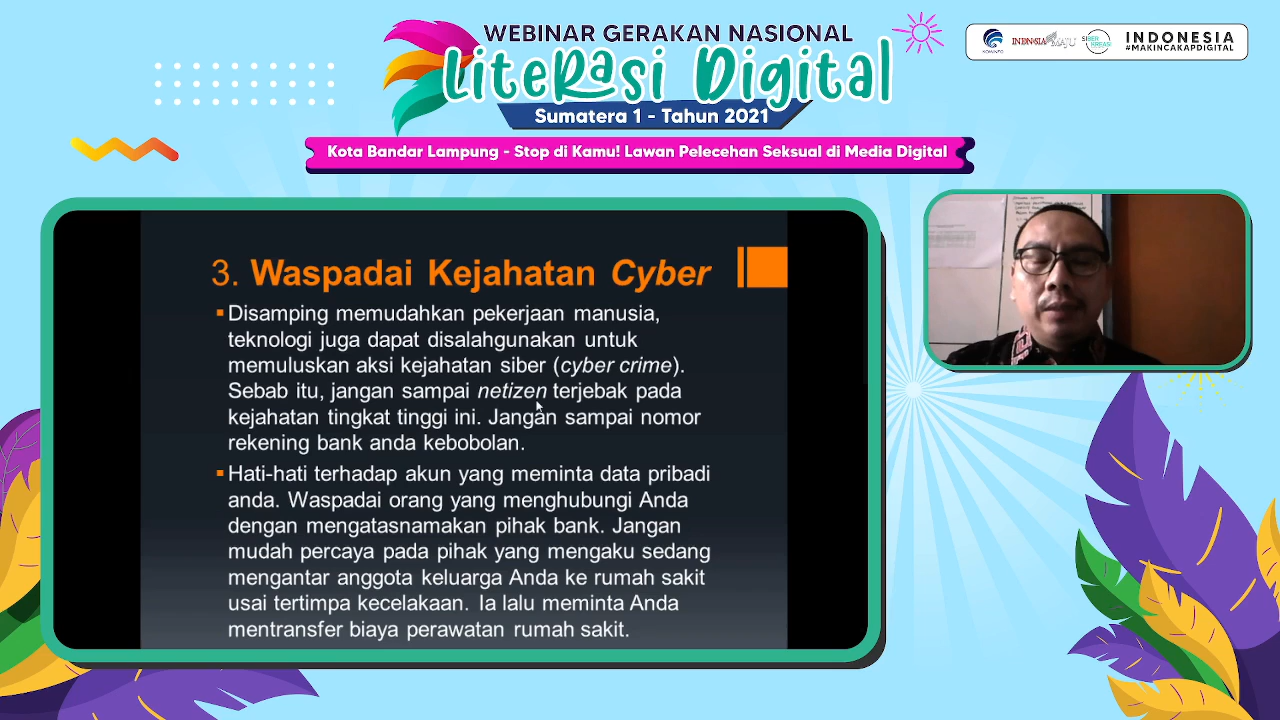 WEBINAR GERAKAN NASIONAL
Literasi Digital
Sumatera 1 - Tahun 2021
Kota Bandar Lampung - Stop di Kamu! Lawan Pelecehan Seksual di Media Digital
KOMINFO
INDONESIA MAJU
SIBER KREASI
INDONESIA
#MAKINCAKAPDIGITAL
3. Waspadai Kejahatan Cyber
Disamping memudahkan pekerjaan manusia,
teknologi juga dapat disalahgunakan untuk
memuluskan aksi kejahatan siber (cyber crime).
Sebab itu, jangan sampai netizen terjebak pada
kejahatan tingkat tinggi ini. Jangan sampai nomor
rekening bank anda kebobolan.
Hati-hati terhadap akun yang meminta data pribadi
anda. Waspadai orang yang menghubungi Anda
dengan mengatasnamakan pihak bank. Jangan
mudah percaya pada pihak yang mengaku sedang
mengantar anggota keluarga Anda ke rumah sakit
usai tertimpa kecelakaan. Ia lalu meminta Anda
mentransfer biaya perawatan rumah sakit.